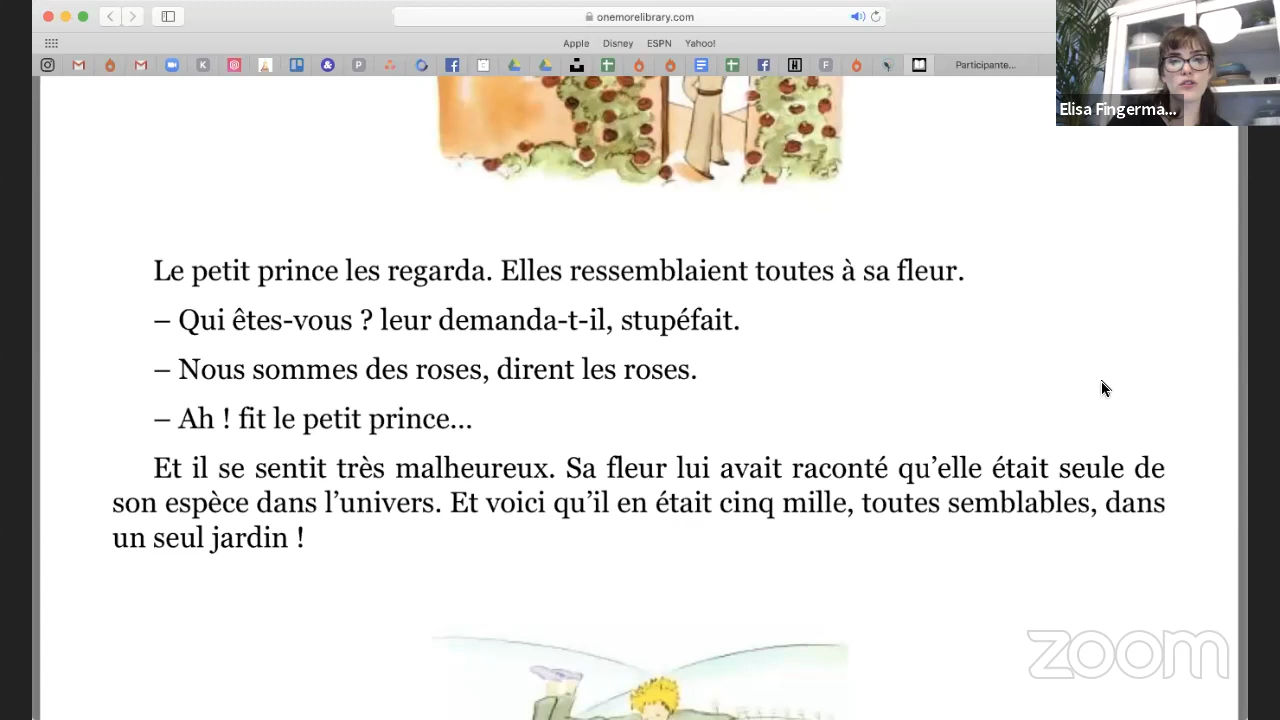 onemorelibrary.com
Apple Disney ESPN Yahoo!
Participante...
Elisa Fingerma...
Le petit prince les regarda. Elles ressemblaient toutes à sa fleur.
– Qui êtes-vous ? leur demanda-t-il, stupéfait.
– Nous sommes des roses, dirent les roses.
– Ah ! fit le petit prince...
Et il se sentit très malheureux. Sa fleur lui avait raconté qu’elle était seule de
son espèce dans l’univers. Et voici qu’il en était cinq mille, toutes semblables, dans
un seul jardin !
zoom